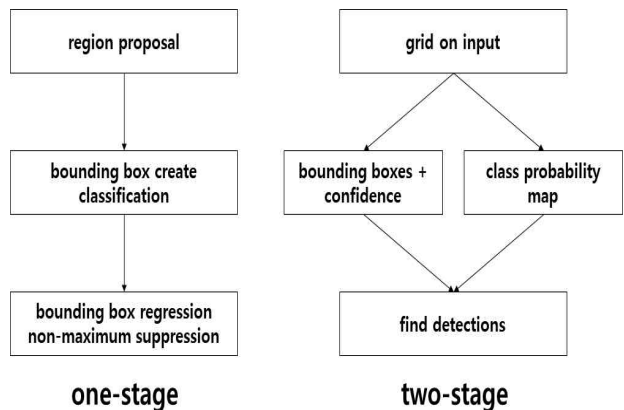 region proposal
grid on input
bounding box create
classification
bounding boxes +
confidence
class probability
map
bounding box regression
non-maximum suppression
find detections
one-stage
two-stage